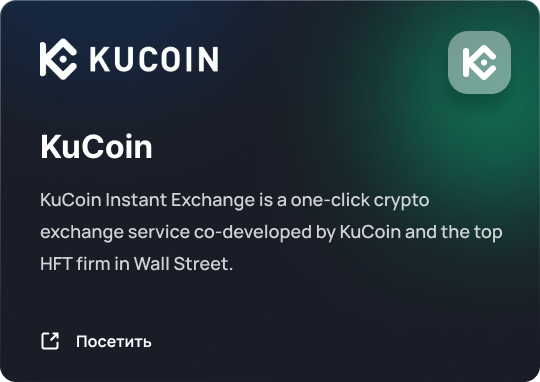 KUCOIN
KuCoin
KuCoin Instant Exchange is a one-click crypto
exchange service co-developed by KuCoin and the top
HFT firm in Wall Street.
Посетить